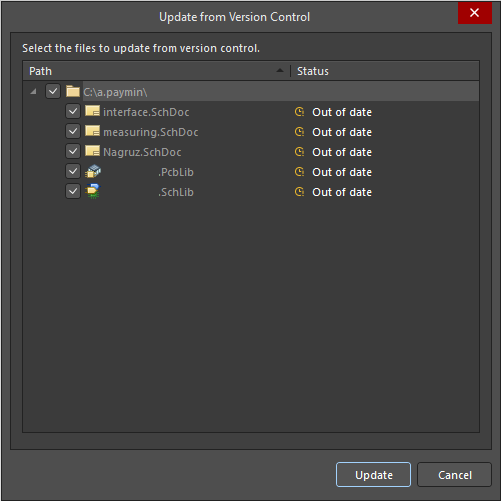 Update from Version Control
Select the files to update from version control.
Path Status
C:\a.paymin\
interface.SchDoc Out of date
measuring.SchDoc Out of date
Nagruz.SchDoc Out of date
.PcbLib Out of date
.SchLib Out of date
Update Cancel